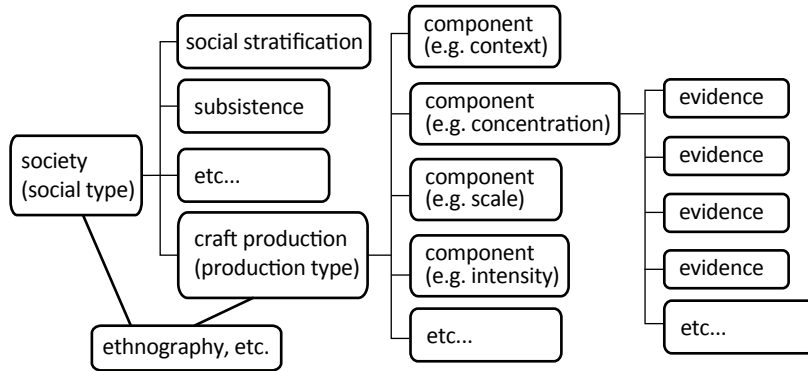 social stratification
subsistence
society
(social type)
etc...
craft production
(production type)
ethnography, etc.
component
(e.g. context)
component
(e.g. concentration)
component
(e.g. scale)
component
(e.g. intensity)
etc...
evidence
evidence
evidence
evidence
etc...